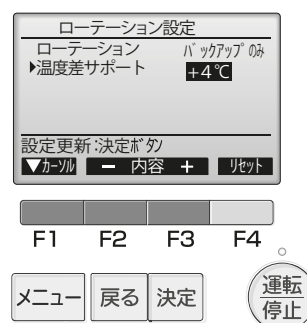 ローテーション設定
ローテーション バックアップのみ
▶温度差サポート +4℃
設定更新:決定ボタン
▼カーソル − 内容 + リセット
F1 F2 F3 F4
メニュー 戻る 決定 運転
停止